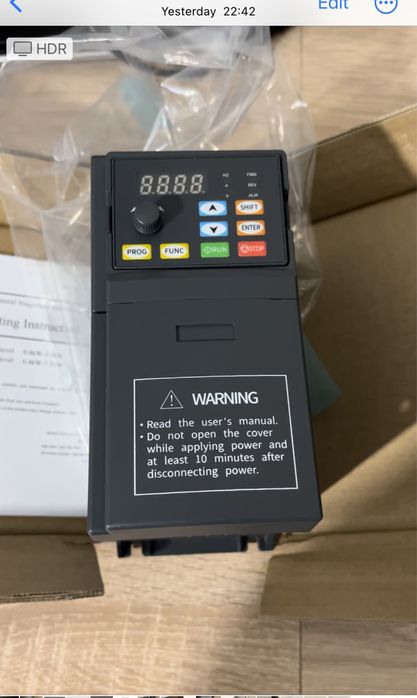 Yesterday 22:42
Edit
HDR
8.8.8.8.
HZ FWD
A REV
V ALM
SHIFT
ENTER
PROG FUNC RUN STOP
ting Instruct
WARNING
• Read the user's manual.
• Do not open the cover
while applying power and
at least 10 minutes after
disconnecting power.